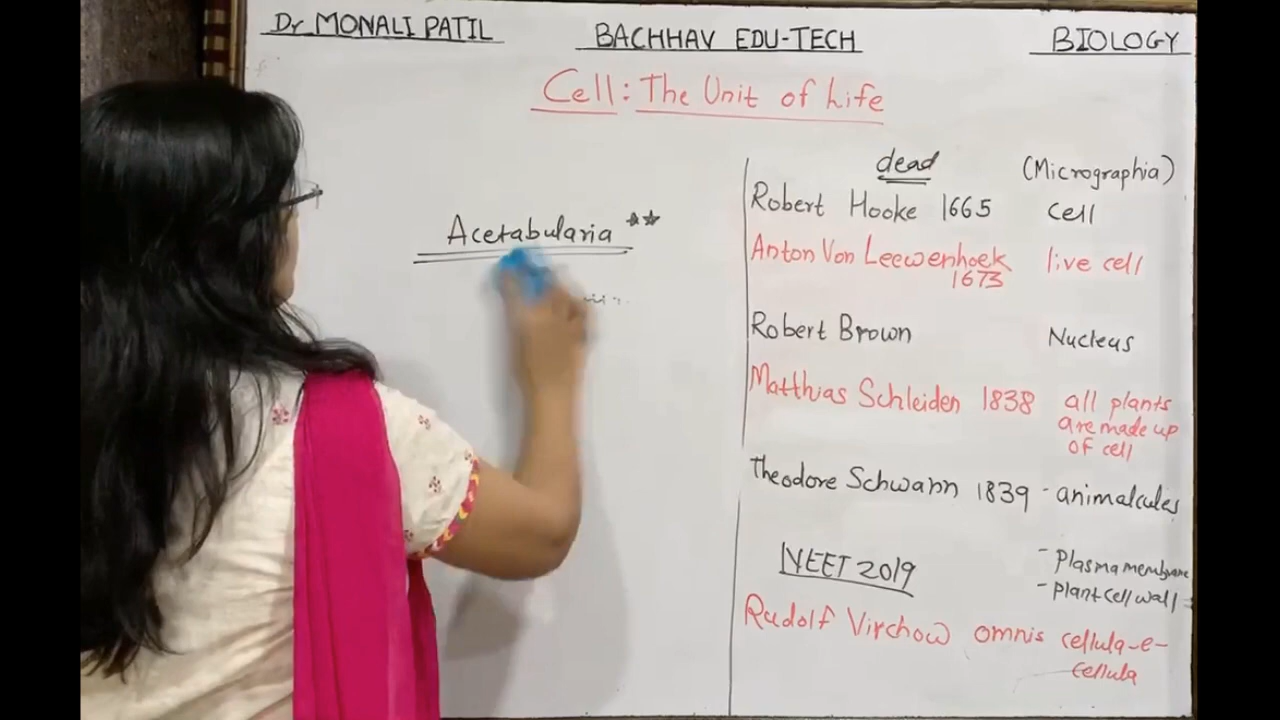 Dr MONALI PATIL BACHHAV EDU-TECH BIOLOGY
Cell: The Unit of Life
Acetabularia **
dead (Micrographia)
Robert Hooke 1665 Cell
Anton Von Leewenhoek live cell
1673
Robert Brown Nucleus
Matthias Schleiden 1838 all plants
are made up
of cell
Theodore Schwann 1839 - animalcules
NEET 2019 - Plasma membrane
- Plant cell wall
Rudolf Virchow omnis cellula-e-
cellula